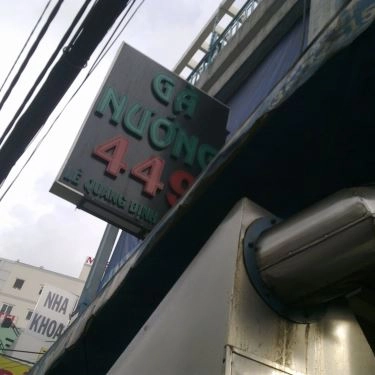 GÀ
NƯỚNG
449
LÊ QUANG ĐỊNH
NHA
KHOA